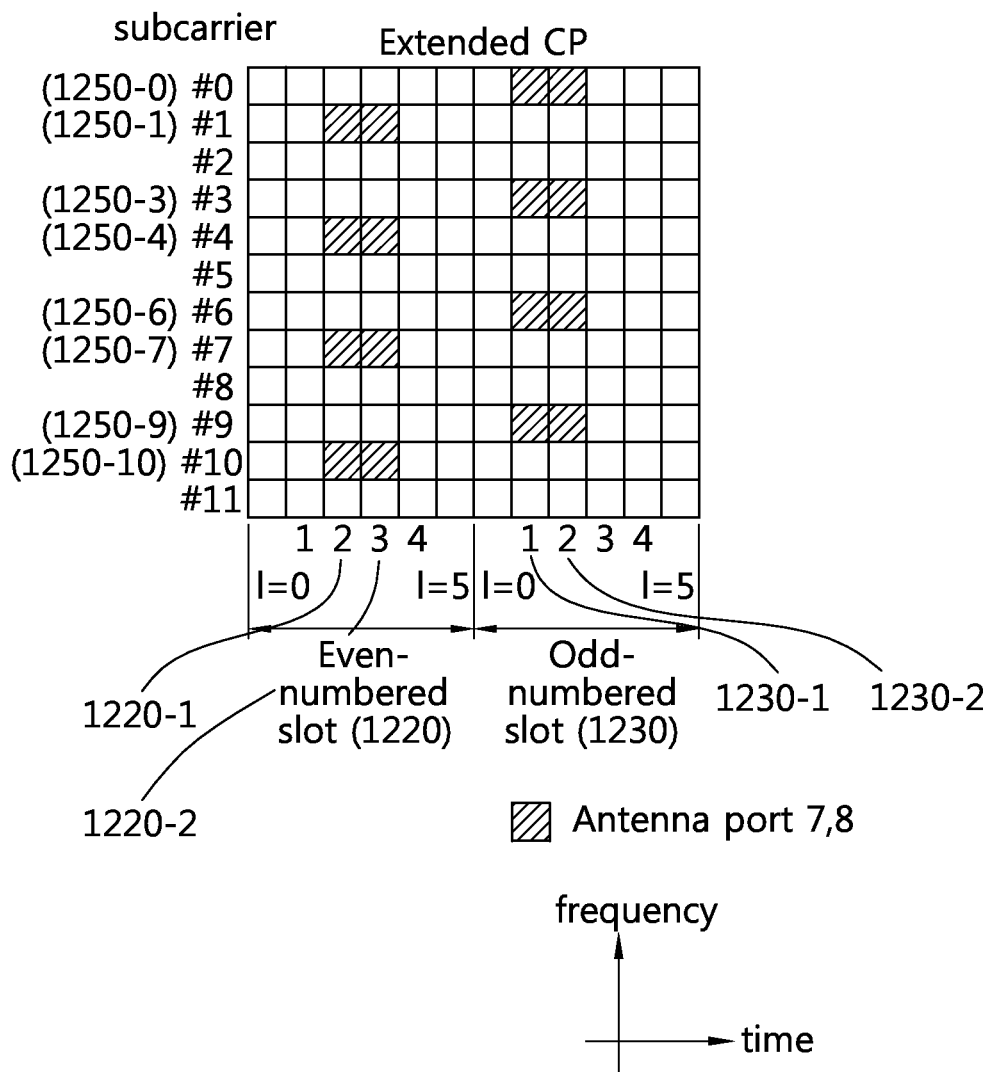 subcarrier
Extended CP
(1250-0) #0
(1250-1) #1
#2
(1250-3) #3
(1250-4) #4
#5
(1250-6) #6
(1250-7) #7
#8
(1250-9) #9
(1250-10) #10
#11
1 2 3 4 1 2 3 4
l=0 l=5 l=0 l=5
Even-
numbered
slot (1220)
Odd-
numbered
slot (1230)
1220-1
1230-1
1230-2
1220-2
Antenna port 7,8
frequency
time